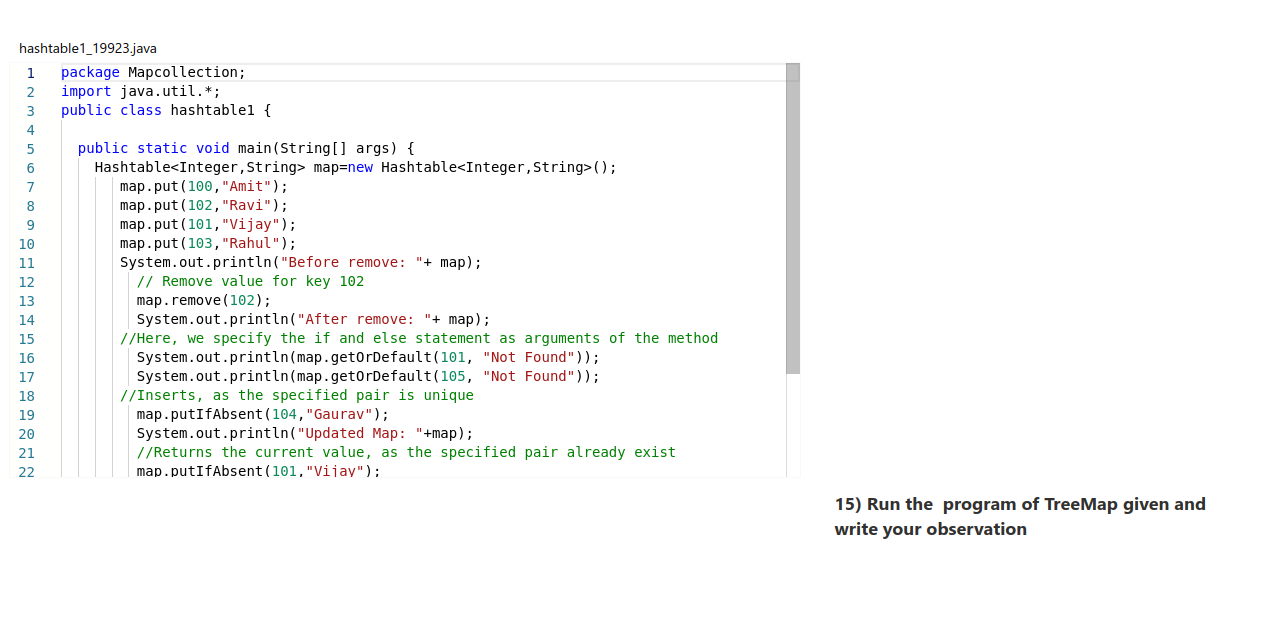 hashtable1_19923.java
1 package Mapcollection;
2 import java.util.*;
3 public class hashtable1 {
4
5 public static void main(String[] args) {
6 Hashtable<Integer,String> map=new Hashtable<Integer,String>();
7 map.put(100,"Amit");
8 map.put(102,"Ravi");
9 map.put(101,"Vijay");
10 map.put(103,"Rahul");
11 System.out.println("Before remove: "+ map);
12 // Remove value for key 102
13 map.remove(102);
14 System.out.println("After remove: "+ map);
15 //Here, we specify the if and else statement as arguments of the method
16 System.out.println(map.getOrDefault(101, "Not Found"));
17 System.out.println(map.getOrDefault(105, "Not Found"));
18 //Inserts, as the specified pair is unique
19 map.putIfAbsent(104,"Gaurav");
20 System.out.println("Updated Map: "+map);
21 //Returns the current value, as the specified pair already exist
22 map.putIfAbsent(101,"Vijay");
15) Run the  program of TreeMap given and
write your observation